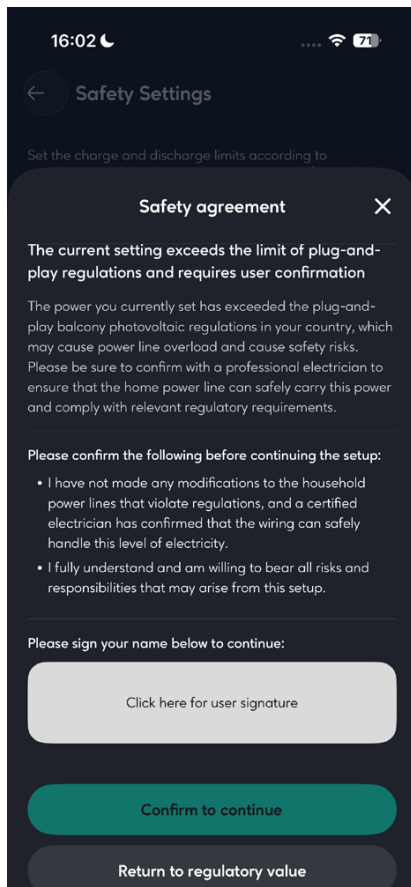 16:02
71
Safety Settings
Set the charge and discharge limits according to
Safety agreement
The current setting exceeds the limit of plug-and-
play regulations and requires user confirmation
The power you currently set has exceeded the plug-and-
play balcony photovoltaic regulations in your country, which
may cause power line overload and cause safety risks.
Please be sure to confirm with a professional electrician to
ensure that the home power line can safely carry this power
and comply with relevant regulatory requirements.
Please confirm the following before continuing the setup:
• I have not made any modifications to the household
power lines that violate regulations, and a certified
electrician has confirmed that the wiring can safely
handle this level of electricity.
• I fully understand and am willing to bear all risks and
responsibilities that may arise from this setup.
Please sign your name below to continue:
Click here for user signature
Confirm to continue
Return to regulatory value